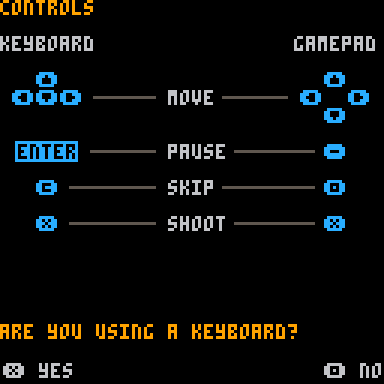 CONTROLS
KEYBOARD GAMEPAD
MOVE
ENTER PAUSE
C SKIP
X SHOOT X
ARE YOU USING A KEYBOARD?
X YES NO